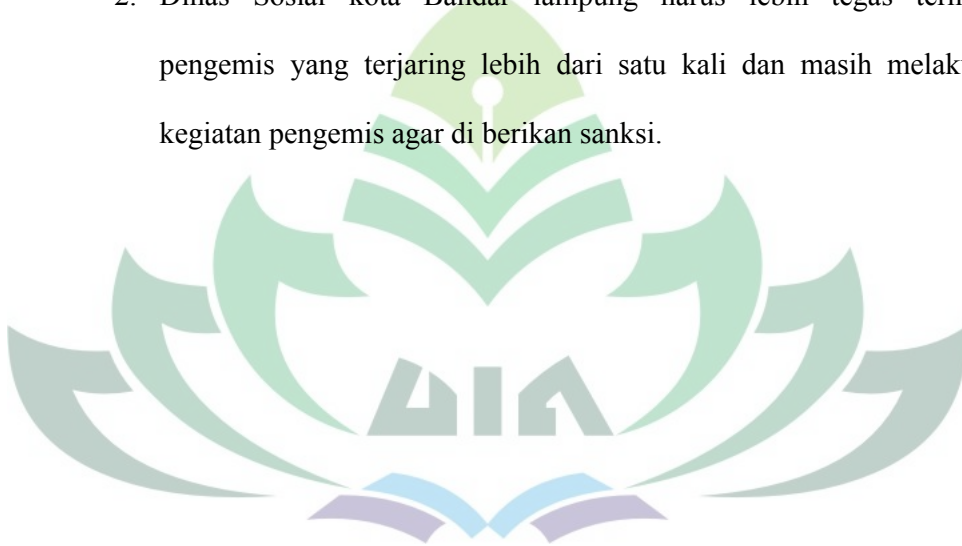 2. Dinas Sosial kota Bandar lampung harus lebih tegas
pengemis yang terjaring lebih dari satu kali dan masih
kegiatan pengemis agar di berikan sanksi.
UIN